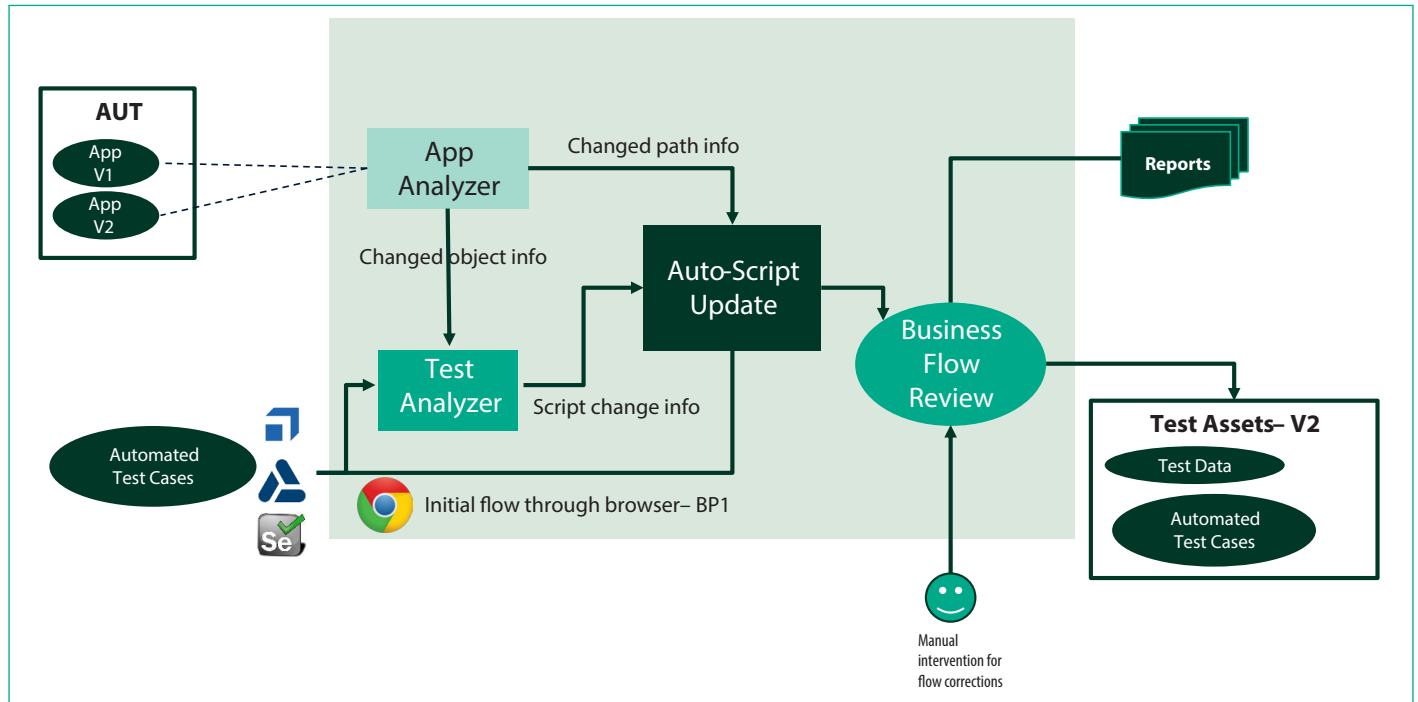 AUT
App
V1
App
V2
App
Analyzer
Changed path info
Changed object info
Auto-Script
Update
Test
Analyzer
Script change info
Automated
Test Cases
Se
Initial flow through browser– BP1
Business
Flow
Review
Reports
Test Assets– V2
Test Data
Automated
Test Cases
Manual
intervention for
flow corrections